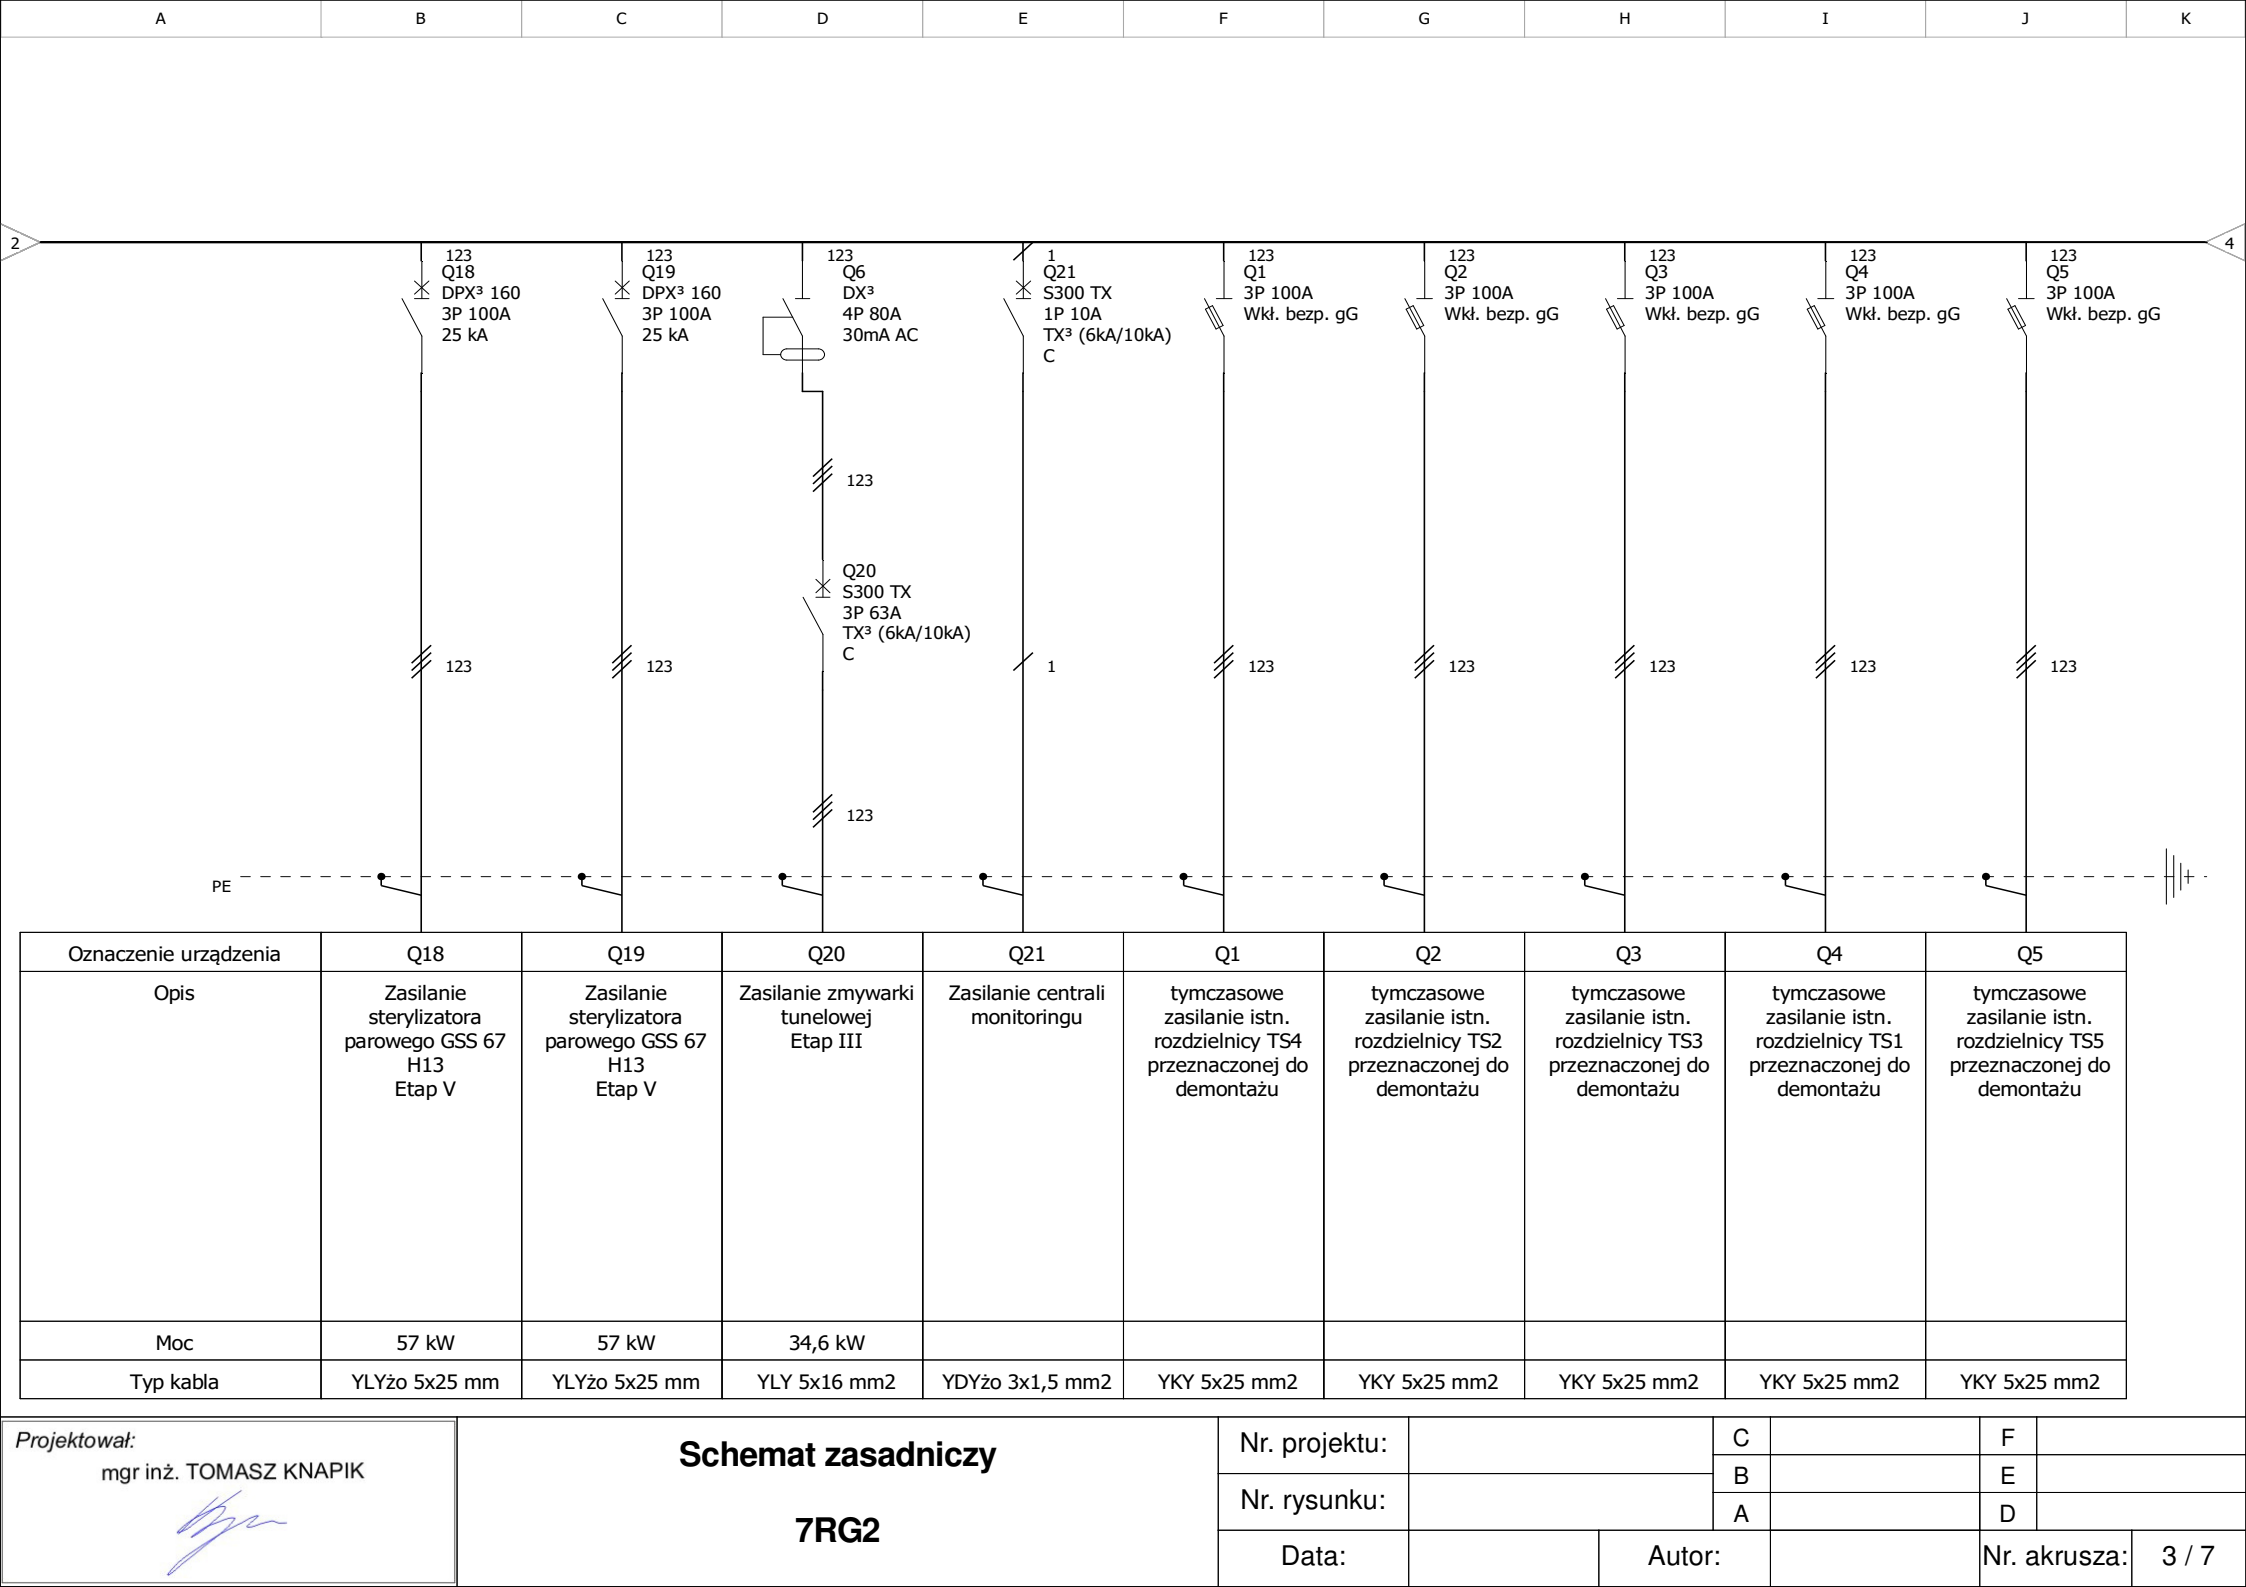 A B C D E F G H I J K
2
4
123
Q18
DPX³ 160
3P 100A
25 kA
123
Q19
DPX³ 160
3P 100A
25 kA
123
Q6
DX³
4P 80A
30mA AC
1
Q21
S300 TX
1P 10A
TX³ (6kA/10kA)
C
123
Q1
3P 100A
Wkł. bezp. gG
123
Q2
3P 100A
Wkł. bezp. gG
123
Q3
3P 100A
Wkł. bezp. gG
123
Q4
3P 100A
Wkł. bezp. gG
123
Q5
3P 100A
Wkł. bezp. gG
123
Q20
S300 TX
3P 63A
TX³ (6kA/10kA)
C
123 123 1 123 123 123 123 123
123
PE
Oznaczenie urządzenia Q18 Q19 Q20 Q21 Q1 Q2 Q3 Q4 Q5
Opis
Zasilanie
sterylizatora
parowego GSS 67
H13
Etap V
Zasilanie
sterylizatora
parowego GSS 67
H13
Etap V
Zasilanie zmywarki
tunelowej
Etap III
Zasilanie centrali
monitoringu
tymczasowe
zasilanie istn.
rozdzielnicy TS4
przeznaczonej do
demontażu
tymczasowe
zasilanie istn.
rozdzielnicy TS2
przeznaczonej do
demontażu
tymczasowe
zasilanie istn.
rozdzielnicy TS3
przeznaczonej do
demontażu
tymczasowe
zasilanie istn.
rozdzielnicy TS1
przeznaczonej do
demontażu
tymczasowe
zasilanie istn.
rozdzielnicy TS5
przeznaczonej do
demontażu
Moc 57 kW 57 kW 34,6 kW
Typ kabla YLYżo 5x25 mm YLYżo 5x25 mm YLY 5x16 mm2 YDYżo 3x1,5 mm2 YKY 5x25 mm2 YKY 5x25 mm2 YKY 5x25 mm2 YKY 5x25 mm2 YKY 5x25 mm2
Projektował:
mgr inż. TOMASZ KNAPIK
Schemat zasadniczy
7RG2
Nr. projektu:
Nr. rysunku:
Data:
Autor:
C
B
A
F
E
D
Nr. akrusza: 3 / 7